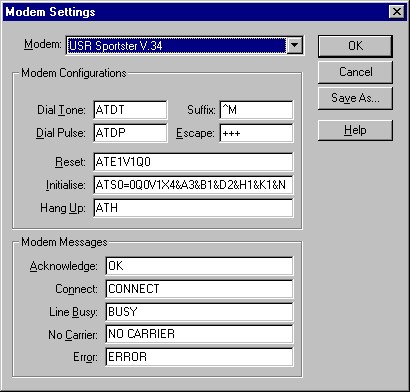 Modem Settings
Modem: USR Sportster V.34
OK
Cancel
Save As...
Help
Modem Configurations
Dial Tone: ATDT Suffix: ^M
Dial Pulse: ATDP Escape: +++
Reset: ATE1V1Q0
Initialise: ATS0=0Q0V1X4&A3&B1&D2&H1&K1&N
Hang Up: ATH
Modem Messages
Acknowledge: OK
Connect: CONNECT
Line Busy: BUSY
No Carrier: NO CARRIER
Error: ERROR